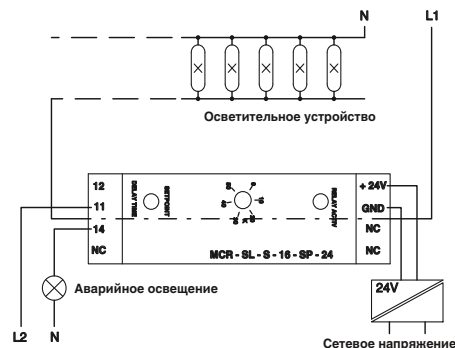 N
L1
Осветительное устройство
12
11
14
NC
DELAY TIME
SETPOINT
RELAY ACTIV
+ 24V
GND
NC
NC
MCR - SL - S - 16 - SP - 24
24V
Аварийное освещение
L2
N
Сетевое напряжение